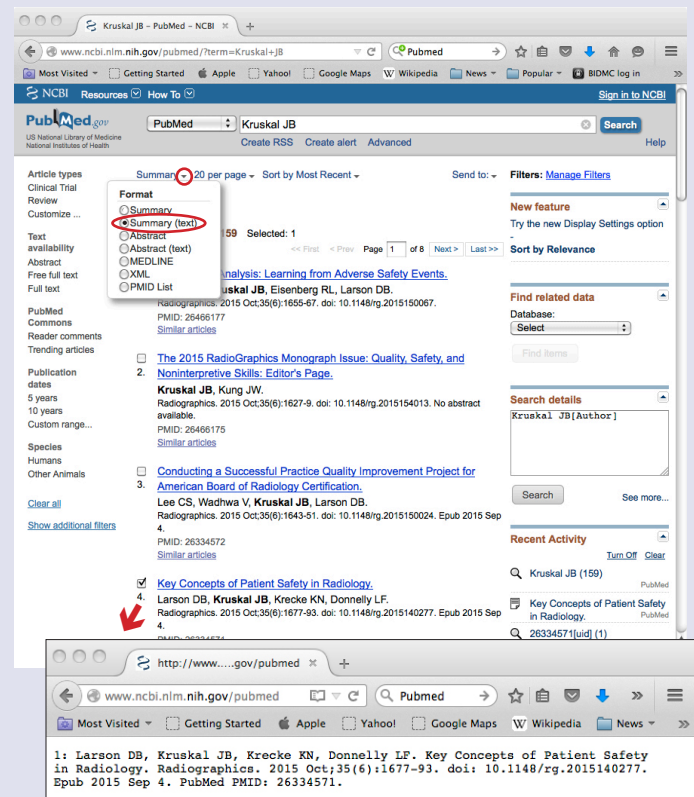 Kruskal JB – PubMed – NCBI
www.ncbi.nlm.nih.gov/pubmed/?term=Kruskal+JB
Pubmed
Most Visited Getting Started Apple Yahoo! Google Maps Wikipedia News Popular BIDMC log in
NCBI Resources How To Sign in to NCBI
PubMed.gov
US National Library of Medicine
National Institutes of Health
PubMed
Kruskal JB
Search
Create RSS Create alert Advanced
Help
Article types
Clinical Trial
Review
Customize ...
Text
availability
Abstract
Free full text
Full text
PubMed
Commons
Reader comments
Trending articles
Publication
dates
5 years
10 years
Custom range...
Species
Humans
Other Animals
Clear all
Show additional filters
Summary 20 per page Sort by Most Recent Send to:
Format
Summary
Summary (text)
Abstract
Abstract (text)
MEDLINE
XML
PMID List
159 Selected: 1
<< First < Prev Page 1 of 8 Next > Last >>
Analysis: Learning from Adverse Safety Events.
Kruskal JB, Eisenberg RL, Larson DB.
Radiographics. 2015 Oct;35(6):1655-67. doi: 10.1148/rg.2015150067.
PMID: 26466177
Similar articles
The 2015 RadioGraphics Monograph Issue: Quality, Safety, and
2. Noninterpretive Skills: Editor's Page.
Kruskal JB, Kung JW.
Radiographics. 2015 Oct;35(6):1627-9. doi: 10.1148/rg.2015154013. No abstract
available.
PMID: 26466175
Similar articles
Conducting a Successful Practice Quality Improvement Project for
3. American Board of Radiology Certification.
Lee CS, Wadhwa V, Kruskal JB, Larson DB.
Radiographics. 2015 Oct;35(6):1643-51. doi: 10.1148/rg.2015150024. Epub 2015 Sep
4.
PMID: 26334572
Similar articles
Key Concepts of Patient Safety in Radiology.
4. Larson DB, Kruskal JB, Krecke KN, Donnelly LF.
Radiographics. 2015 Oct;35(6):1677-93. doi: 10.1148/rg.2015140277. Epub 2015 Sep
4.
PMID: 26334571
Filters: Manage Filters
New feature
Try the new Display Settings option
-
Sort by Relevance
Find related data
Database:
Select
Find items
Search details
Kruskal JB[Author]
Search
See more...
Recent Activity
Turn Off Clear
Kruskal JB (159)
PubMed
Key Concepts of Patient Safety
in Radiology.
PubMed
26334571[uid] (1)
http://www.....gov/pubmed
www.ncbi.nlm.nih.gov/pubmed
Pubmed
Most Visited Getting Started Apple Yahoo! Google Maps Wikipedia News
1: Larson DB, Kruskal JB, Krecke KN, Donnelly LF. Key Concepts of Patient Safety
in Radiology. Radiographics. 2015 Oct;35(6):1677-93. doi: 10.1148/rg.2015140277.
Epub 2015 Sep 4. PubMed PMID: 26334571.